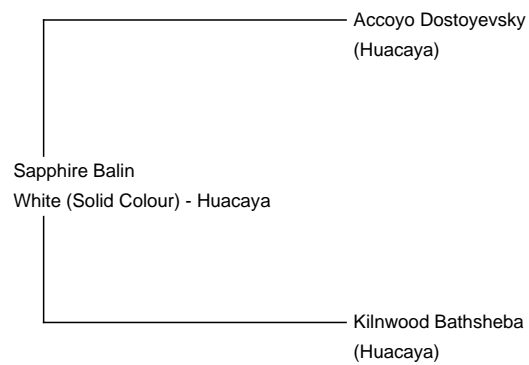 Accoyo Dostoyevsky
(Huacaya)
Sapphire Balin
White (Solid Colour) - Huacaya
Kilnwood Bathsheba
(Huacaya)